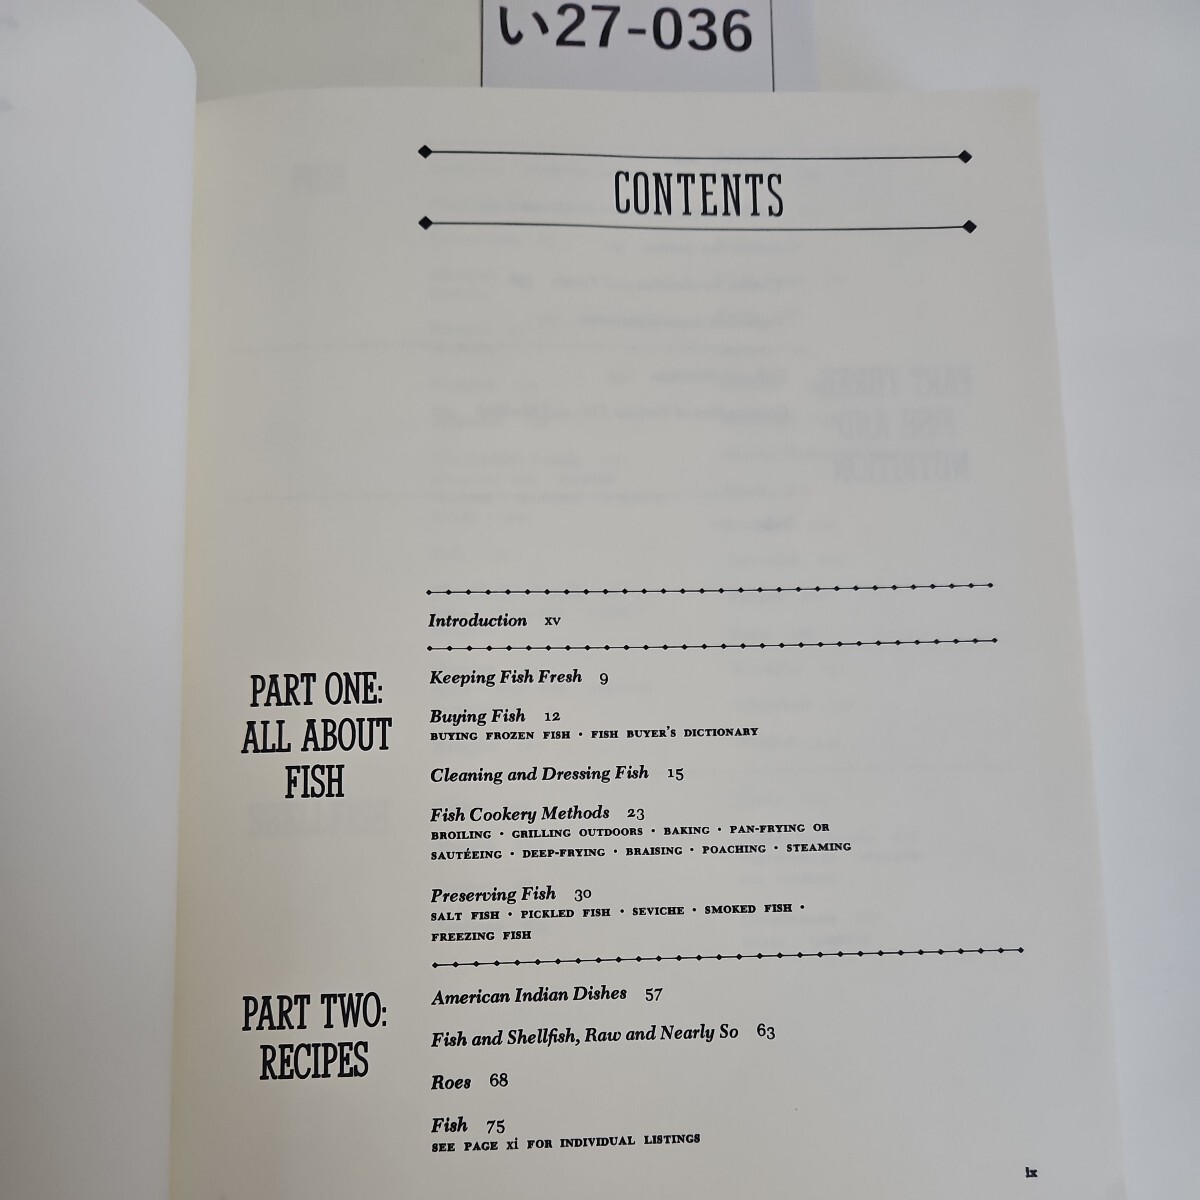 い27-036
CONTENTS
Introduction xv
PART ONE:
ALL ABOUT
FISH
Keeping Fish Fresh 9
Buying Fish 12
BUYING FROZEN FISH · FISH BUYER'S DICTIONARY
Cleaning and Dressing Fish 15
Fish Cookery Methods 23
BROILING · GRILLING OUTDOORS · BAKING · PAN-FRYING OR
SAUTÉEING · DEEP-FRYING · BRAISING · POACHING · STEAMING
Preserving Fish 30
SALT FISH · PICKLED FISH · SEVICHE · SMOKED FISH ·
FREEZING FISH
PART TWO:
RECIPES
American Indian Dishes 57
Fish and Shellfish, Raw and Nearly So 63
Roes 68
Fish 75
SEE PAGE xi FOR INDIVIDUAL LISTINGS
ix